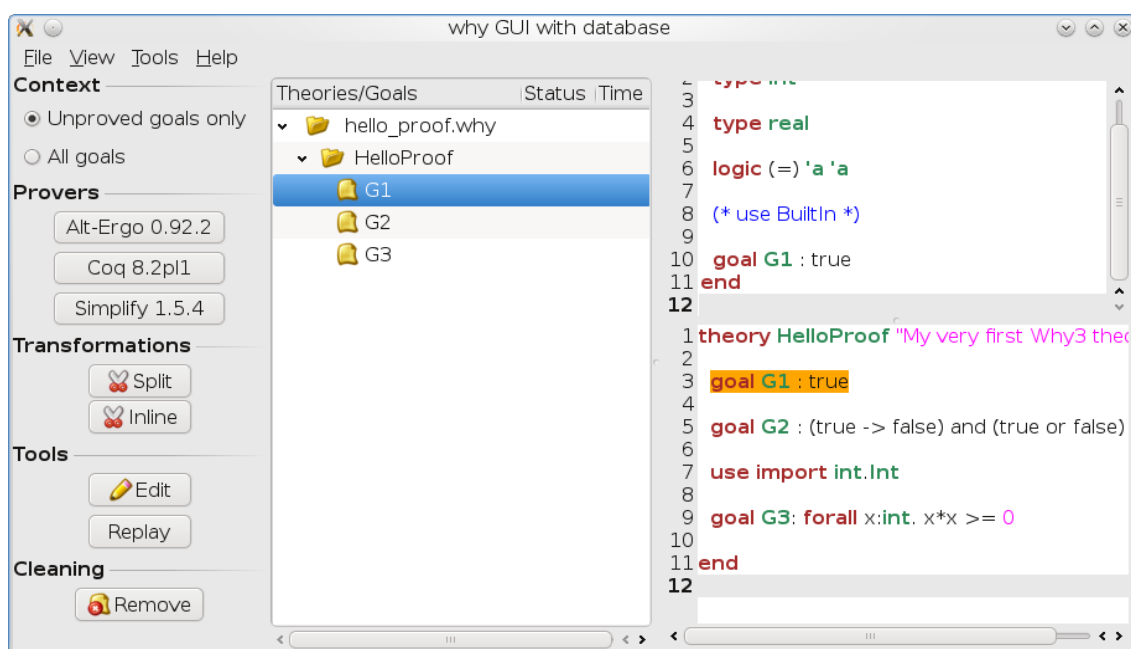 why GUI with database
File View Tools Help
Context
Unproved goals only
All goals
Provers
Alt-Ergo 0.92.2
Coq 8.2pl1
Simplify 1.5.4
Transformations
Split
Inline
Tools
Edit
Replay
Cleaning
Remove
Theories/Goals Status Time
hello_proof.why
HelloProof
G1
G2
G3
2 type int
3
4 type real
5
6 logic (=) 'a 'a
7
8 (* use BuiltIn *)
9
10 goal G1 : true
11 end
12
1 theory HelloProof "My very first Why3
2
3 goal G1 : true
4
5 goal G2 : (true -> false) and (true or false)
6
7 use import int.Int
8
9 goal G3: forall x:int. x*x >= 0
10
11 end
12